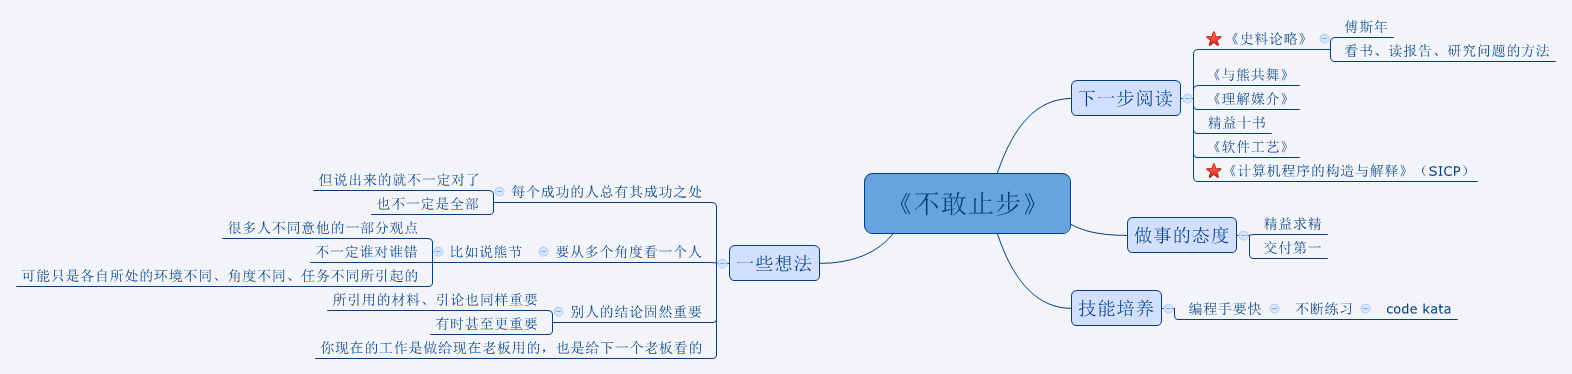 《不敢止步》
下一步阅读
《史料论略》
傅斯年
看书、读报告、研究问题的方法
《与熊共舞》
《理解媒介》
精益十书
《软件工艺》
《计算机程序的构造与解释》（SICP）
做事的态度
精益求精
交付第一
技能培养
编程手要快
不断练习
code kata
一些想法
每个成功的人总有其成功之处
但说出来的就不一定对了
也不一定是全部
要从多个角度看一个人
比如说熊节
很多人不同意他的一部分观点
不一定谁对谁错
可能只是各自所处的环境不同、角度不同、任务不同所引起的
别人的结论固然重要
所引用的材料、引论也同样重要
有时甚至更重要
你现在的工作是做给现在老板用的，也是给下一个老板看的